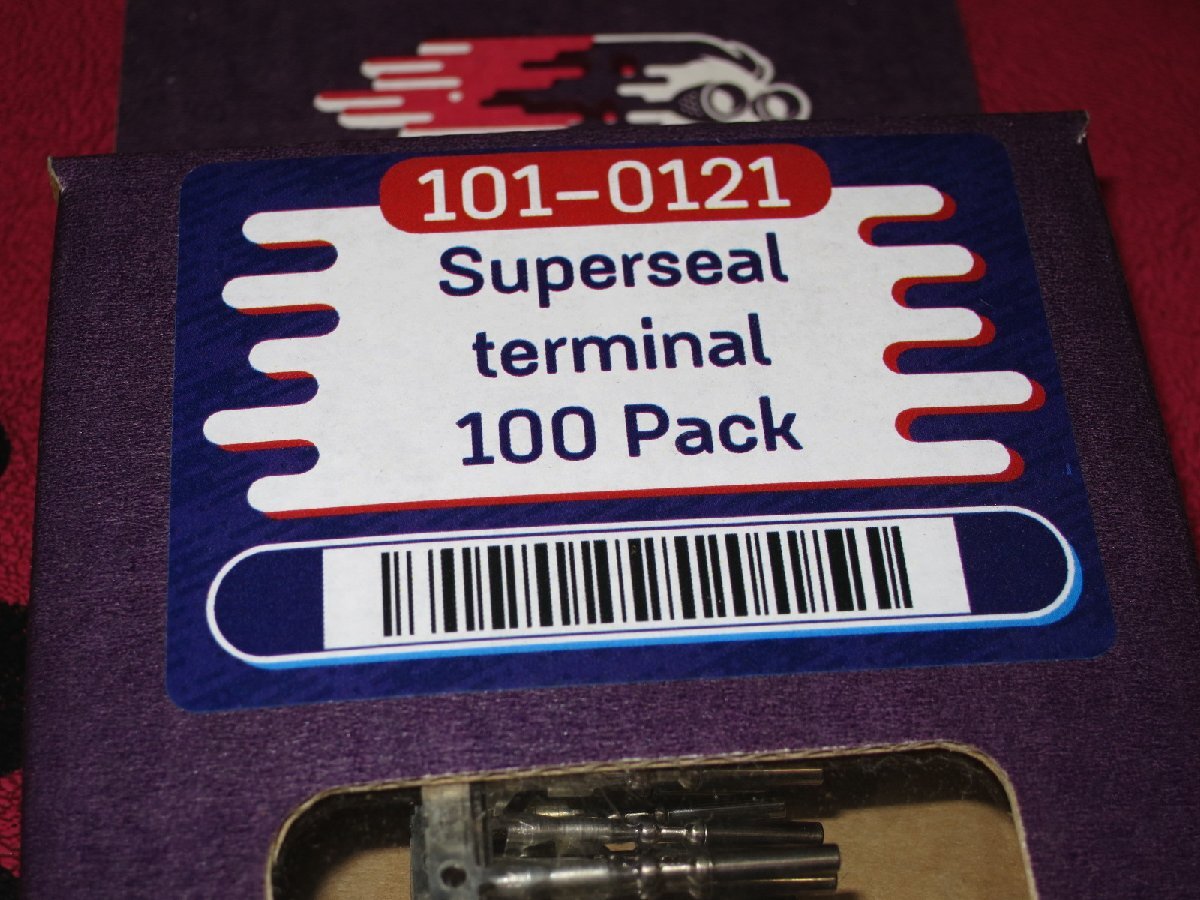 101-0121
Superseal
terminal
100 Pack